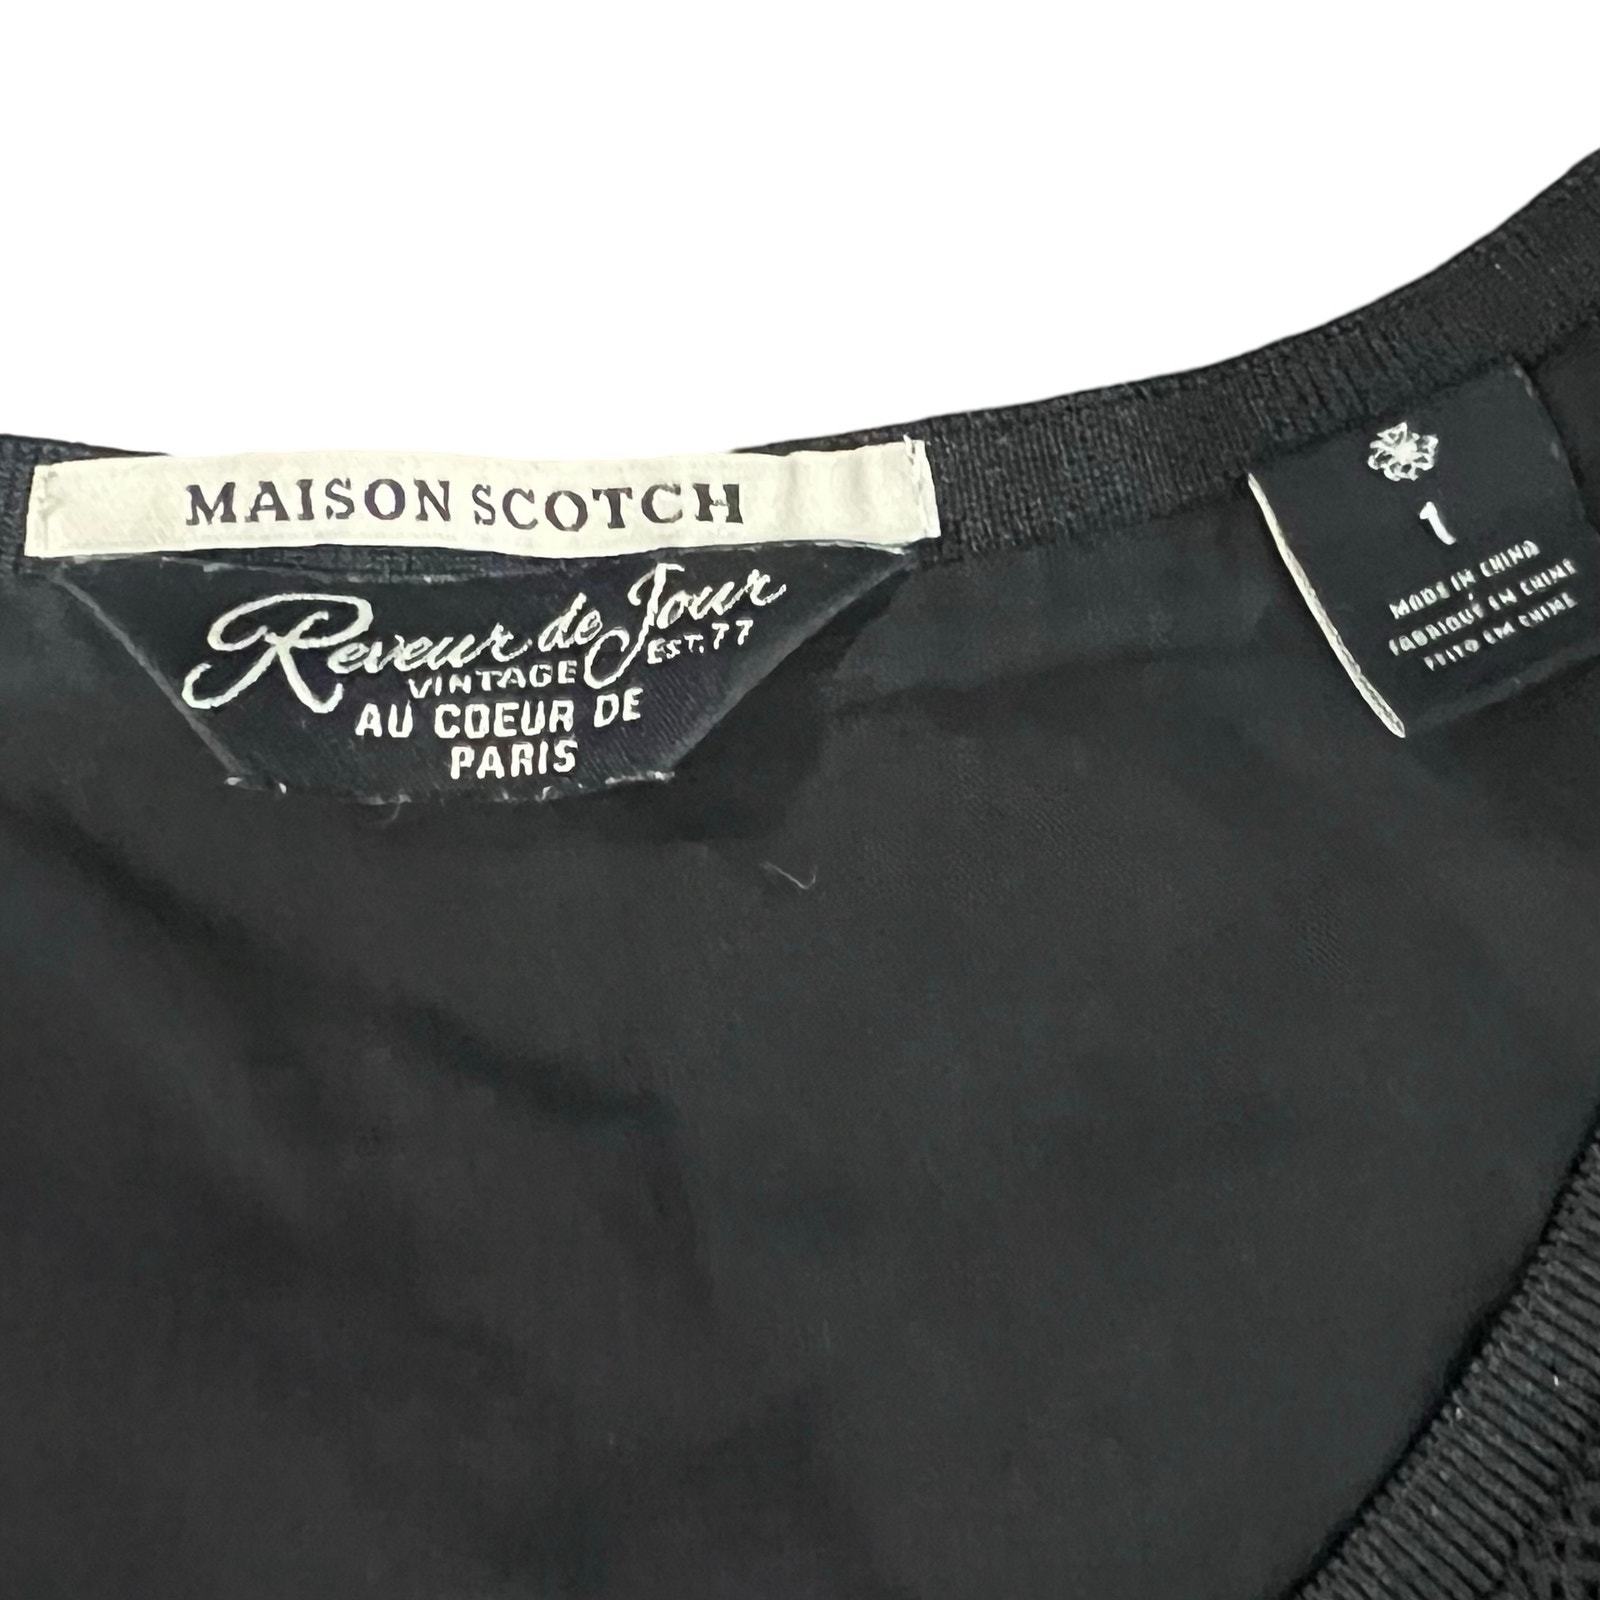 MAISON SCOTCH
Reveur de Jour
VINTAGE EST. 77
AU COEUR DE
PARIS
1
MADE IN CHINA
FABRIQUÉ EN CHINE
FEITO EM CHINE